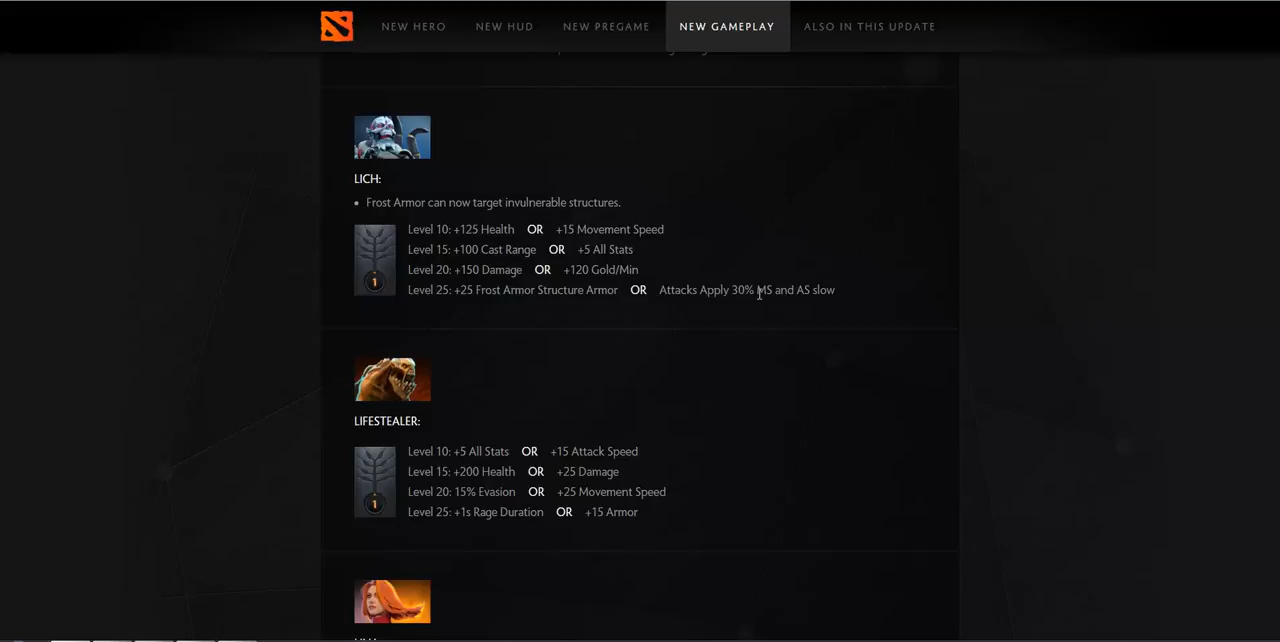 NEW HERO NEW HUD NEW PREGAME NEW GAMEPLAY ALSO IN THIS UPDATE
LICH:
Frost Armor can now target invulnerable structures.
Level 10: +125 Health OR +15 Movement Speed
Level 15: +100 Cast Range OR +5 All Stats
Level 20: +150 Damage OR +120 Gold/Min
Level 25: +25 Frost Armor Structure Armor OR Attacks Apply 30% MS and AS slow
1
LIFESTEALER:
Level 10: +5 All Stats OR +15 Attack Speed
Level 15: +200 Health OR +25 Damage
Level 20: 15% Evasion OR +25 Movement Speed
Level 25: +1s Rage Duration OR +15 Armor
1